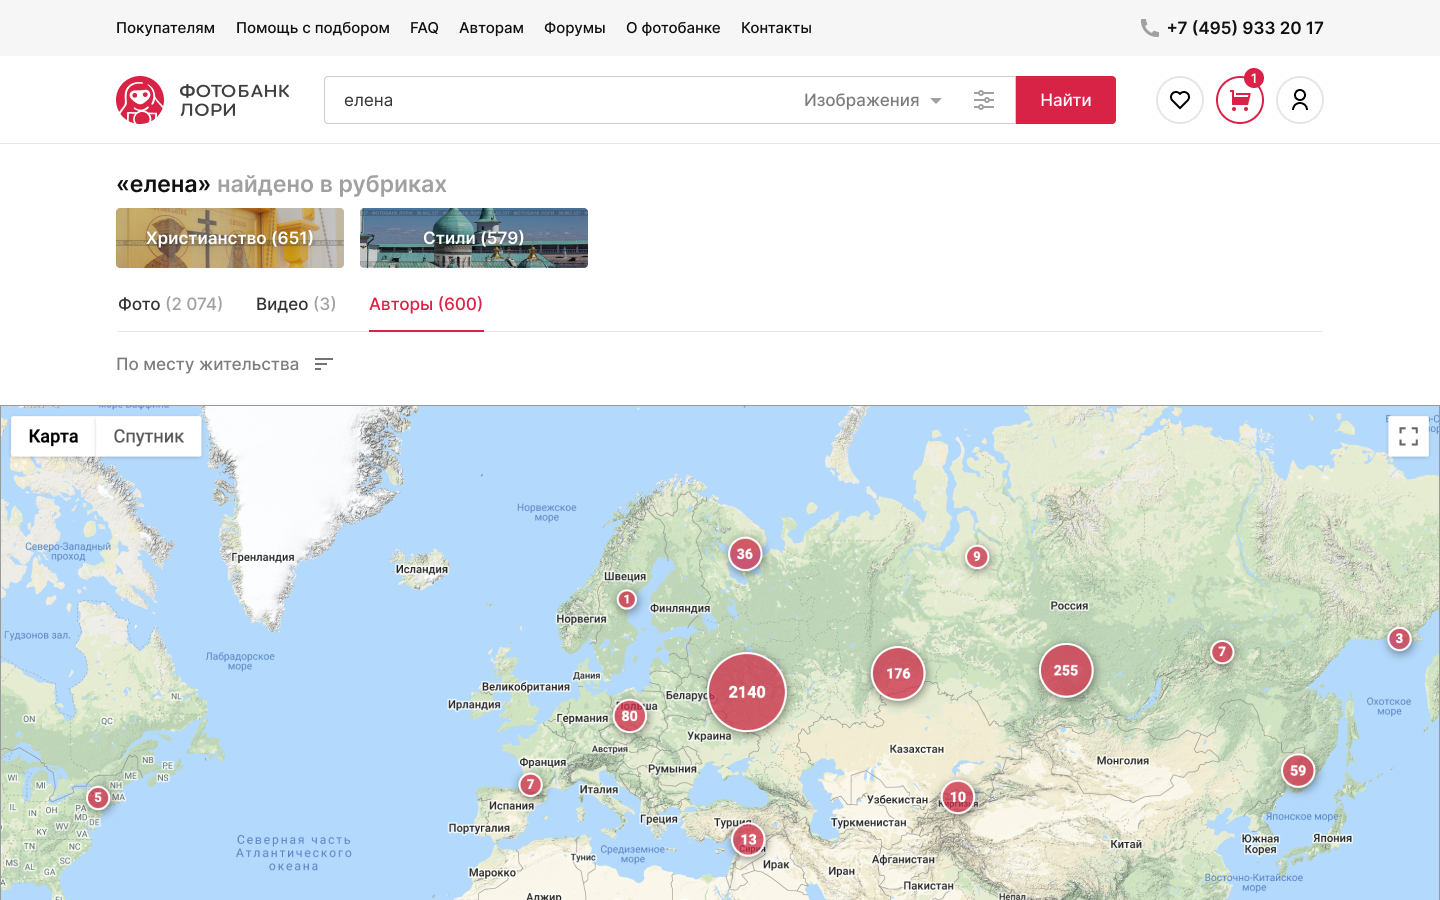 Покупателям Помощь с подбором FAQ Авторам Форумы О фотобанке Контакты +7 (495) 933 20 17
ФОТОБАНК
ЛОРИ
елена Изображения Найти
1
«елена» найдено в рубриках
Христианство (651) Стили (579)
Фото (2 074) Видео (3) Авторы (600)
По месту жительства
Карта Спутник
Норвежское
море
Северо-Западный
проход
Гренландия
Исландия
36
9
Швеция
1
Финляндия
Норвегия
Россия
Гудзонов зал.
Лабрадорское
море
3
7
255
176
2140
Дания
Великобритания
Беларусь
Ирландия
Польша
80
Германия
Украина
Охотское
море
NL
ON
QC
Австрия
Казахстан
Франция
Монголия
Румыния
NB
PE
NS
ME
WI
MI
NH
MA
5
7
59
10
Киргизия
Италия
Испания
Узбекистан
IL
IN
OH
PA
MD
DE
Греция
Турция
Туркменистан
Португалия
13
Сирия
Японское море
KY
WV
VA
TN
NC
MS
AL
GA
SC
Северная часть
Атлантического
океана
Средиземное
море
Тунис
Ирак
Иран
Афганистан
Китай
Южная
Корея
Япония
Марокко
Пакистан
Восточно-Китайское
море
Алжир
Непал